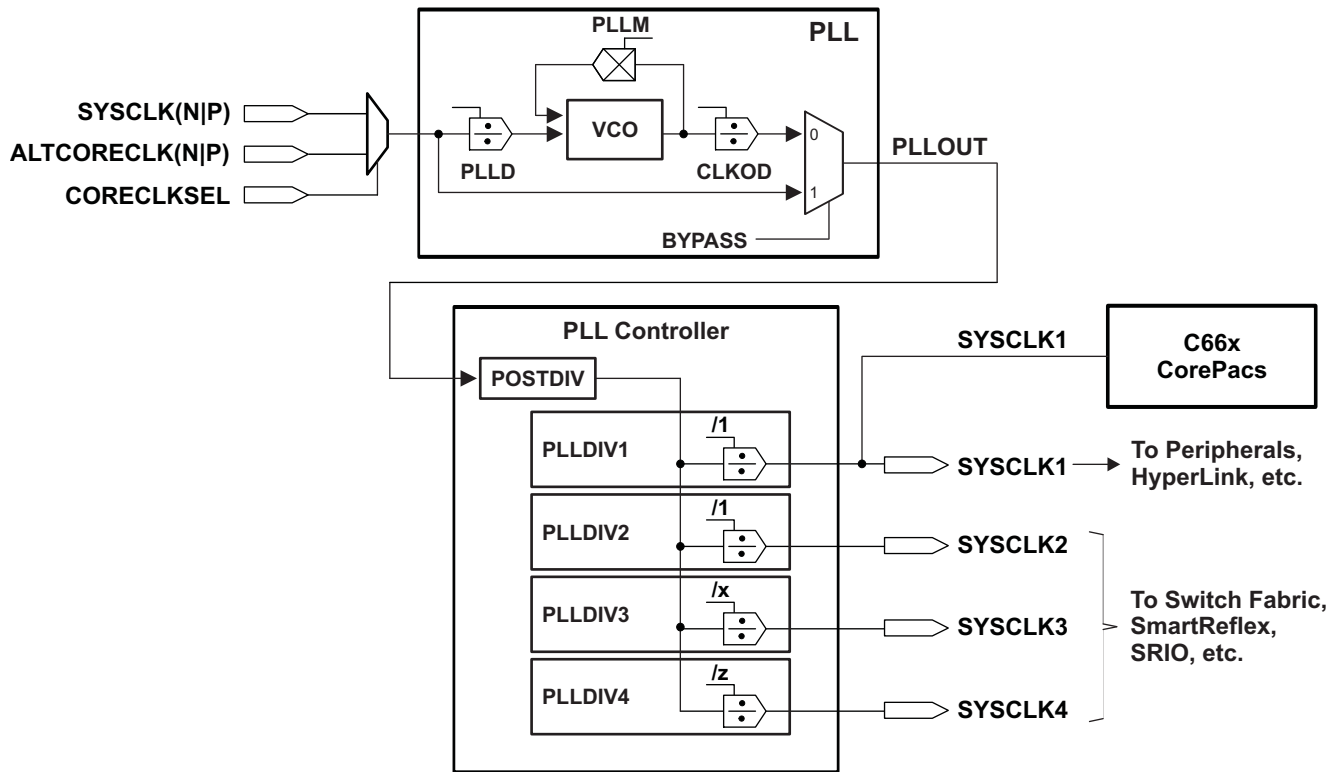 PLLM
PLL
SYSCLK(N|P)
ALTCORECLK(N|P)
CORECLKSEL
PLLD
VCO
CLKOD
0
1
BYPASS
PLLOUT
PLL Controller
POSTDIV
SYSCLK1
C66x
CorePacs
PLLDIV1
/1
SYSCLK1
To Peripherals,
HyperLink, etc.
PLLDIV2
/1
SYSCLK2
PLLDIV3
/x
SYSCLK3
To Switch Fabric,
SmartReflex,
SRIO, etc.
PLLDIV4
/z
SYSCLK4